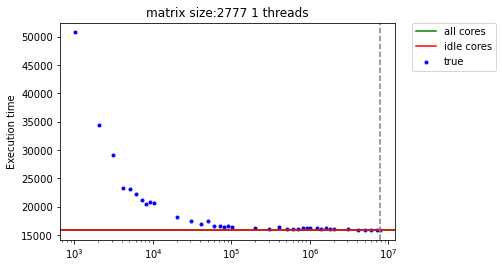 matrix size:2777 1 threads
50000
45000
40000
35000
30000
25000
20000
15000
Execution time
10³
10⁴
10⁵
10⁶
10⁷
all cores
idle cores
true